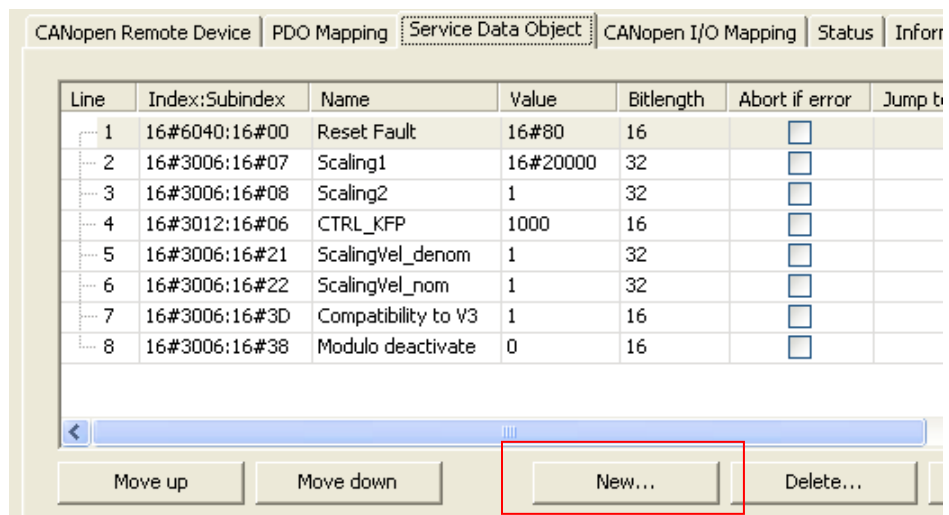 CANopen Remote Device PDO Mapping Service Data Object CANopen I/O Mapping Status Inforr
Line Index:Subindex Name Value Bitlength Abort if error Jump t
1 16#6040:16#00 Reset Fault 16#80 16
2 16#3006:16#07 Scaling1 16#20000 32
3 16#3006:16#08 Scaling2 1 32
4 16#3012:16#06 CTRL_KFP 1000 16
5 16#3006:16#21 ScalingVel_denom 1 32
6 16#3006:16#22 ScalingVel_nom 1 32
7 16#3006:16#3D Compatibility to V3 1 16
8 16#3006:16#38 Modulo deactivate 0 16
Move up Move down New... Delete...